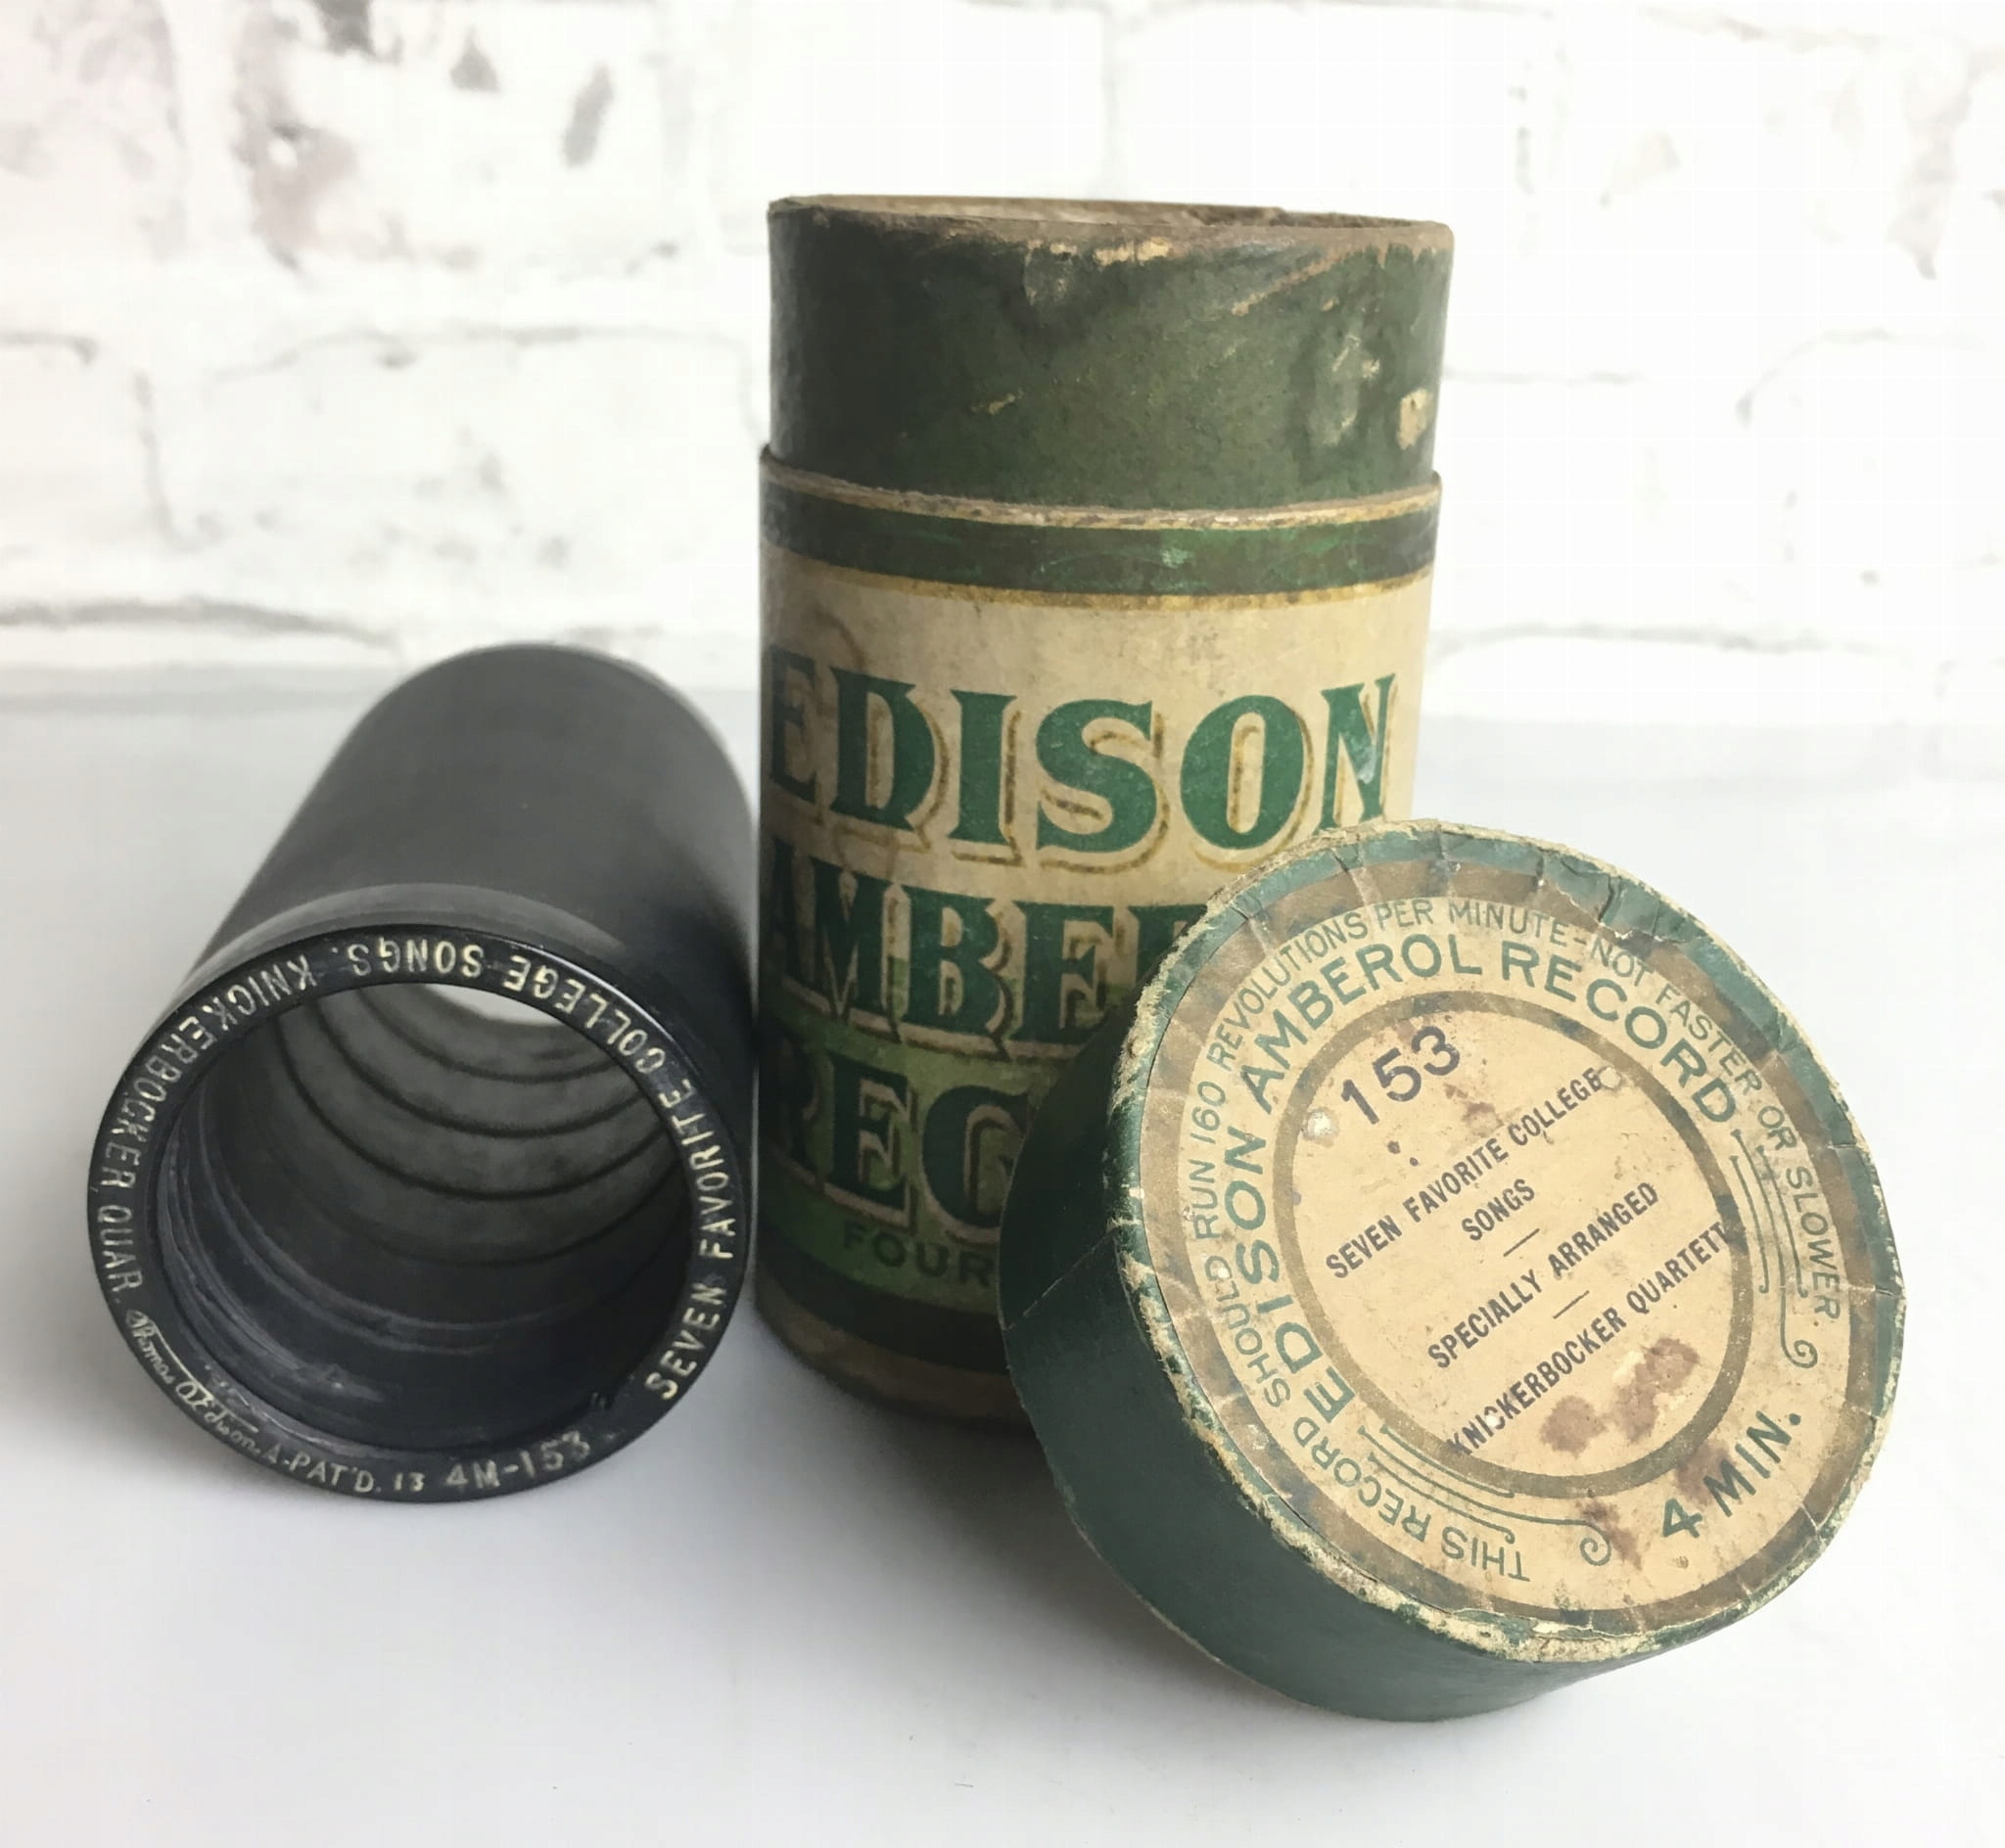 EDISON
AMBE
REC
FOUR
SEVEN FAVORITE COLLEGE SONGS. KNICKERBOCKER QUAR.
Thomas A Edison
A-PAT'D. 13 4M-153
THIS RECORD SHOULD RUN 160 REVOLUTIONS PER MINUTE-NOT FASTER OR SLOWER.
EDISON AMBEROL RECORD
4 MIN.
153
SEVEN FAVORITE COLLEGE
SONGS
SPECIALLY ARRANGED
KNICKERBOCKER QUARTETT